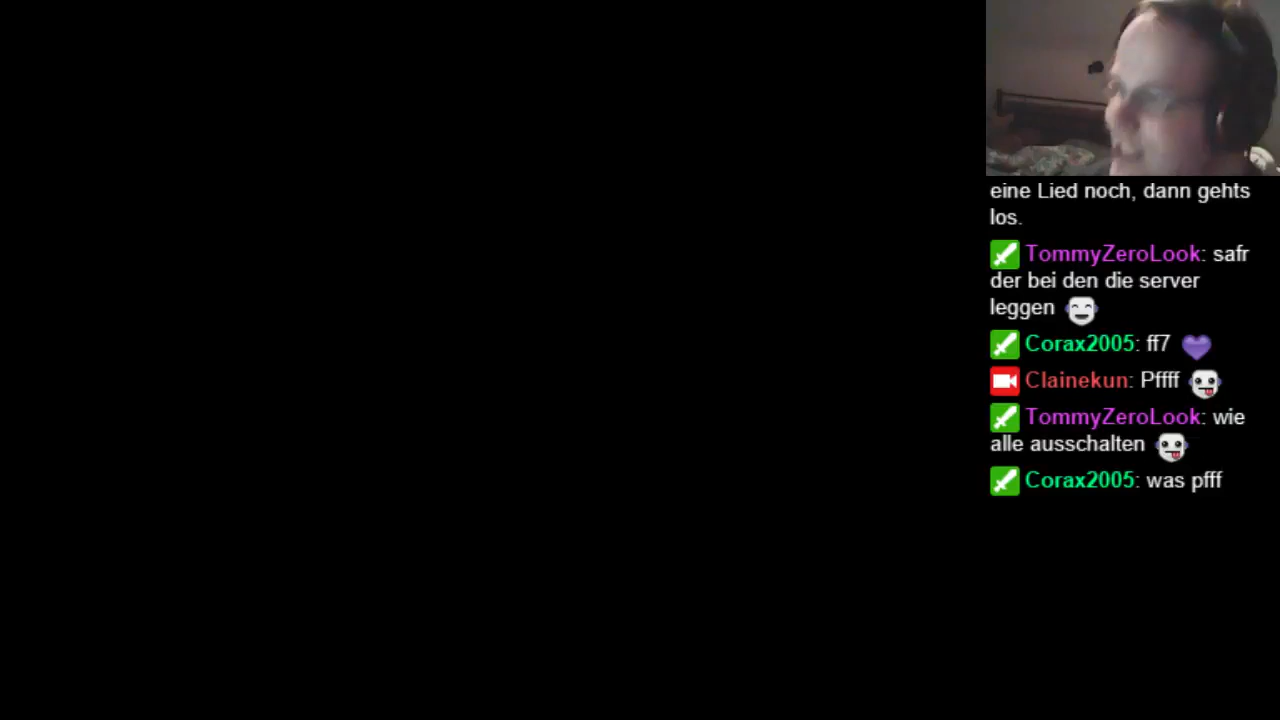 eine Lied noch, dann gehts
los.
TommyZeroLook: safr
der bei den die server
leggen
Corax2005: ff7
Clainekun: Pffff
TommyZeroLook: wie
alle ausschalten
Corax2005: was pfff